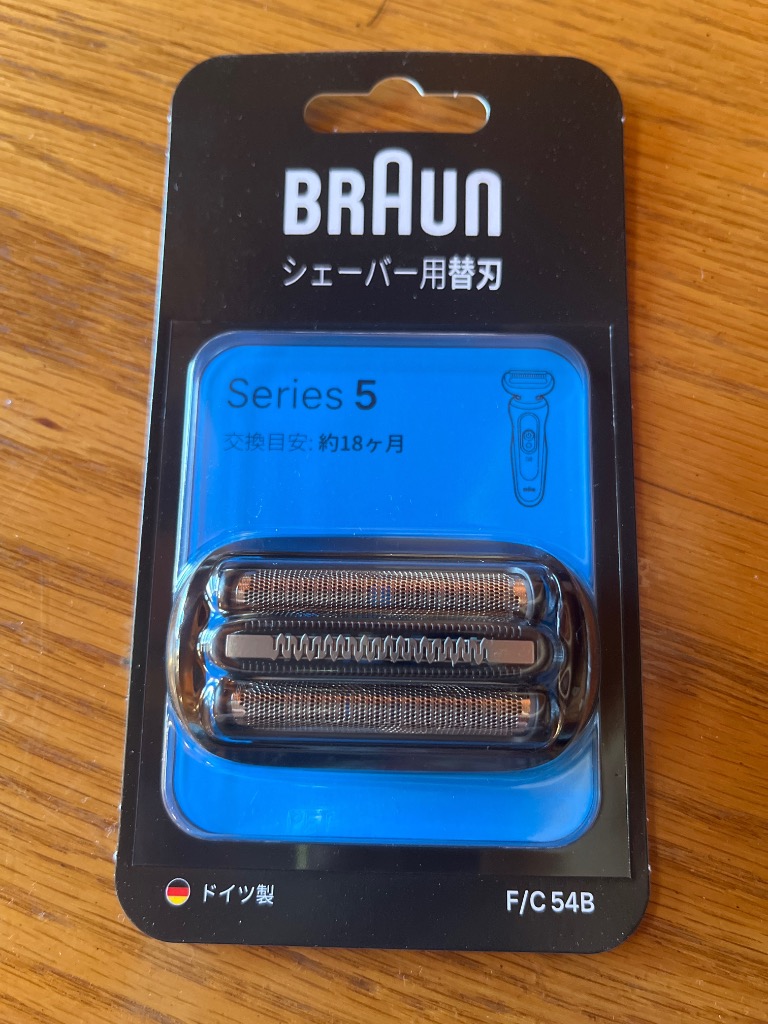 BRAUN
シェーバー用替刃
Series 5
交換目安: 約18ヶ月
ドイツ製
F/C 54B